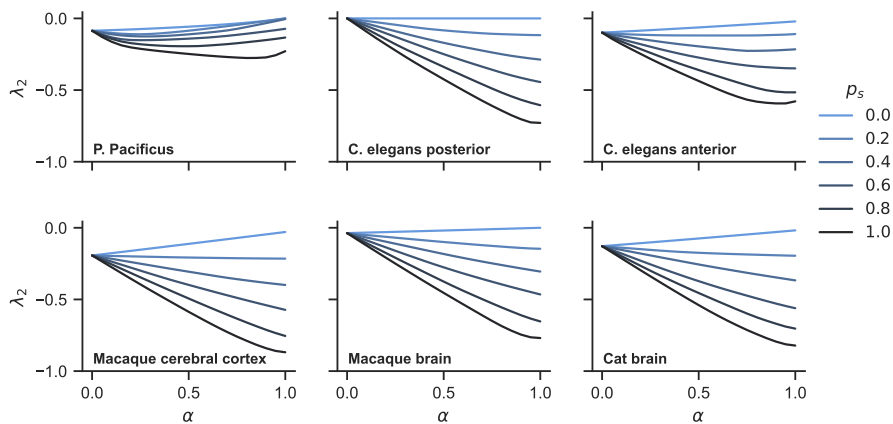 0.0
−0.5
−1.0
λ2
P. Pacificus
C. elegans posterior
C. elegans anterior
ps
0.0
0.2
0.4
0.6
0.8
1.0
0.0
−0.5
−1.0
λ2
Macaque cerebral cortex
Macaque brain
Cat brain
0.0 0.5 1.0
0.0 0.5 1.0
0.0 0.5 1.0
α
α
α